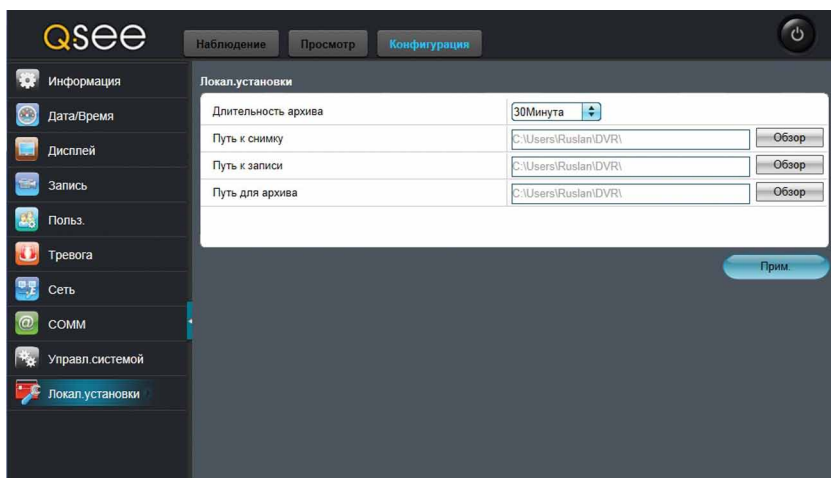 Qsee
Наблюдение Просмотр Конфигурация
Информация
Дата/Время
Дисплей
Запись
Польз.
Тревога
Сеть
COMM
Управл.системой
Локал.установки
Локал.установки
Длительность архива 30Минута
Путь к снимку C:\Users\Ruslan\DVR\ Обзор
Путь к записи C:\Users\Ruslan\DVR\ Обзор
Путь для архива C:\Users\Ruslan\DVR\ Обзор
Прим.